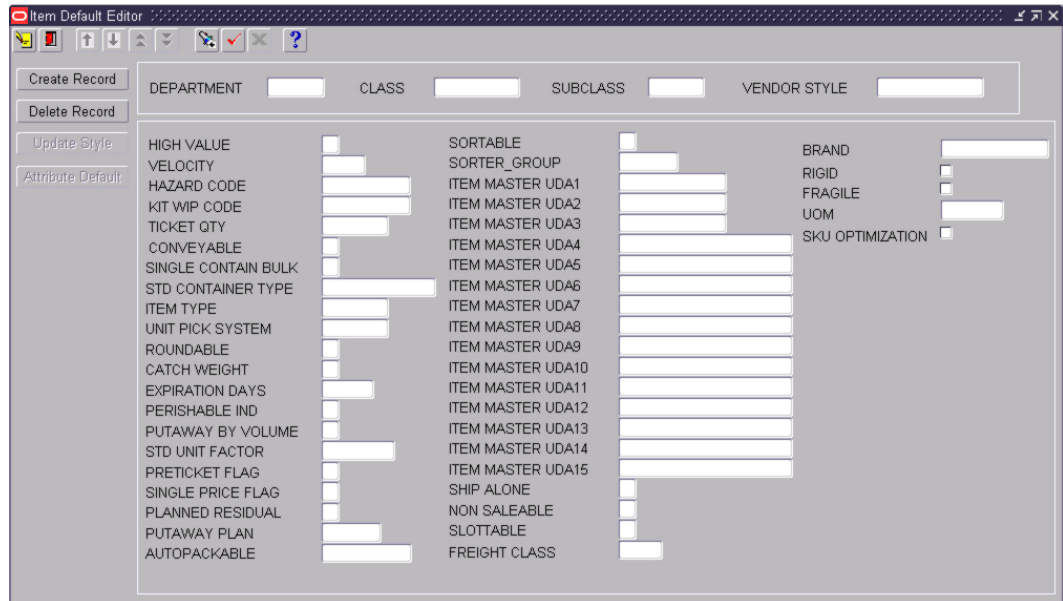 Item Default Editor
Create Record
Delete Record
Update Style
Attribute Default
DEPARTMENT CLASS SUBCLASS VENDOR STYLE
HIGH VALUE
VELOCITY
HAZARD CODE
KIT WIP CODE
TICKET QTY
CONVEYABLE
SINGLE CONTAIN BULK
STD CONTAINER TYPE
ITEM TYPE
UNIT PICK SYSTEM
ROUNDABLE
CATCH WEIGHT
EXPIRATION DAYS
PERISHABLE IND
PUTAWAY BY VOLUME
STD UNIT FACTOR
PRETICKET FLAG
SINGLE PRICE FLAG
PLANNED RESIDUAL
PUTAWAY PLAN
AUTOPACKABLE
SORTABLE
SORTER_GROUP
ITEM MASTER UDA1
ITEM MASTER UDA2
ITEM MASTER UDA3
ITEM MASTER UDA4
ITEM MASTER UDA5
ITEM MASTER UDA6
ITEM MASTER UDA7
ITEM MASTER UDA8
ITEM MASTER UDA9
ITEM MASTER UDA10
ITEM MASTER UDA11
ITEM MASTER UDA12
ITEM MASTER UDA13
ITEM MASTER UDA14
ITEM MASTER UDA15
SHIP ALONE
NON SALEABLE
SLOTTABLE
FREIGHT CLASS
BRAND
RIGID
FRAGILE
UOM
SKU OPTIMIZATION